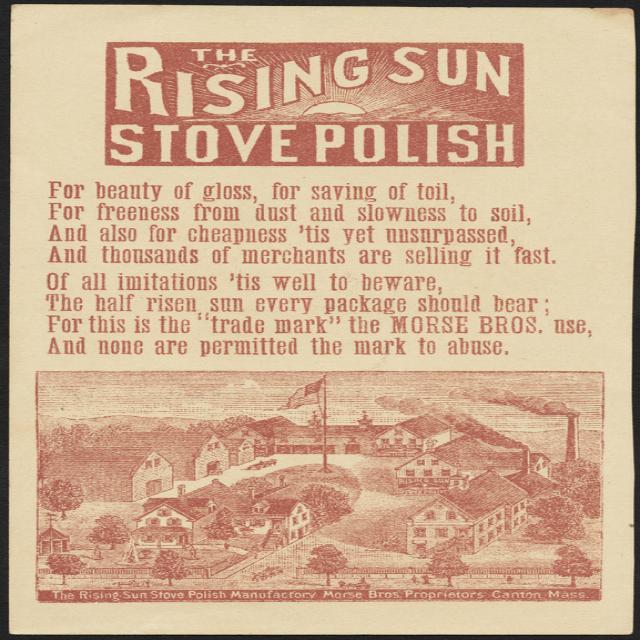 THE
RISING SUN
STOVE POLISH
For beauty of gloss, for saving of toil,
For freeness from dust and slowness to soil,
And also for cheapness 'tis yet unsurpassed,
And thousands of merchants are selling it fast.
Of all imitations 'tis well to beware,
The half risen sun every package should bear;
For this is the "trade mark" the MORSE BROS. use,
And none are permitted the mark to abuse.
The Rising Sun Stove Polish Manufactory Morse Bros. Proprietors Canton, Mass.